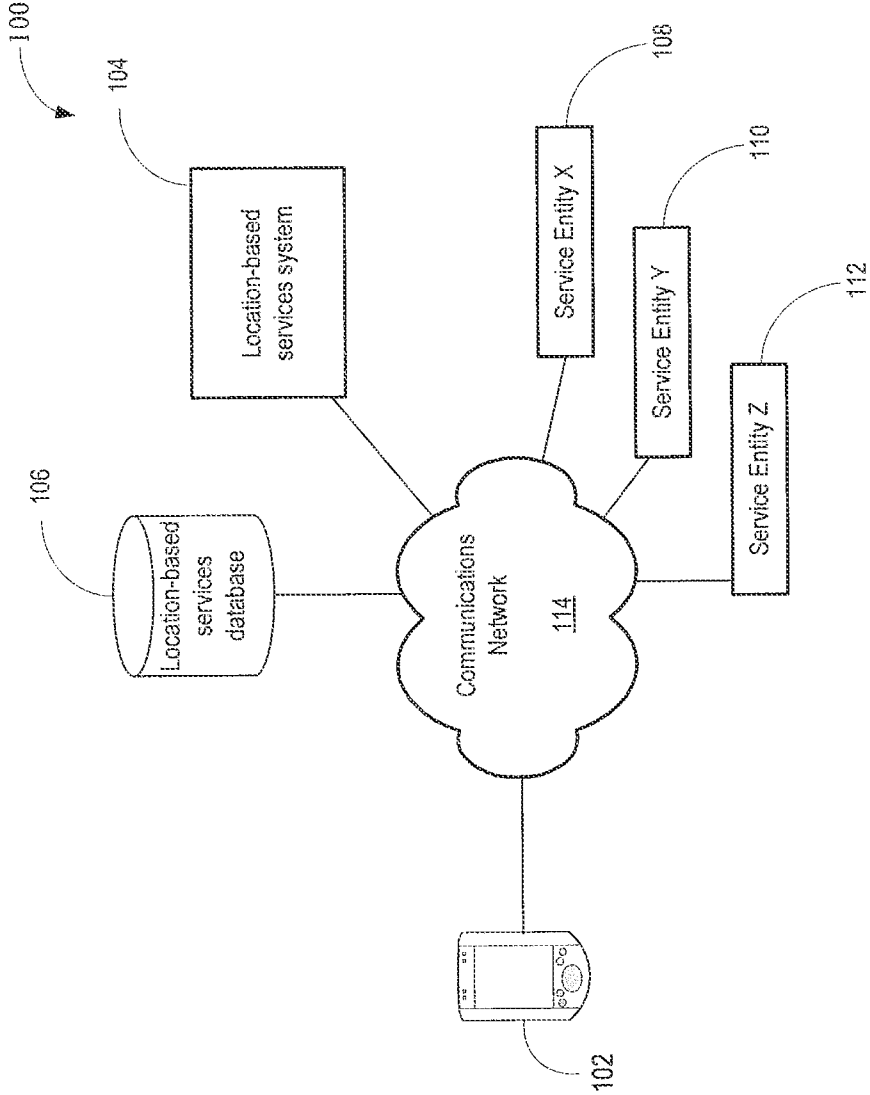 100
104
Location-based
services system
106
Location-based
services
database
108
Service Entity X
110
Service Entity Y
112
Service Entity Z
Communications
Network
114
102